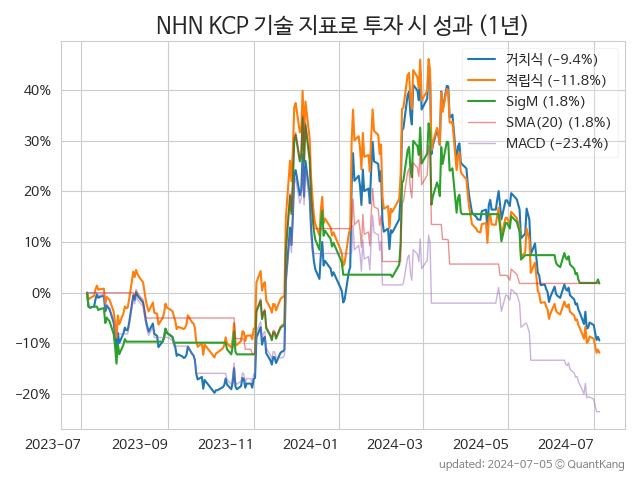 NHN KCP 기술 지표로 투자 시 성과 (1년)
거치식 (−9.4%)
적립식 (−11.8%)
SigM (1.8%)
SMA(20) (1.8%)
MACD (−23.4%)
40%
30%
20%
10%
0%
−10%
−20%
2023−07 2023−09 2023−11 2024−01 2024−03 2024−05 2024−07
updated: 2024−07−05 © QuantKang